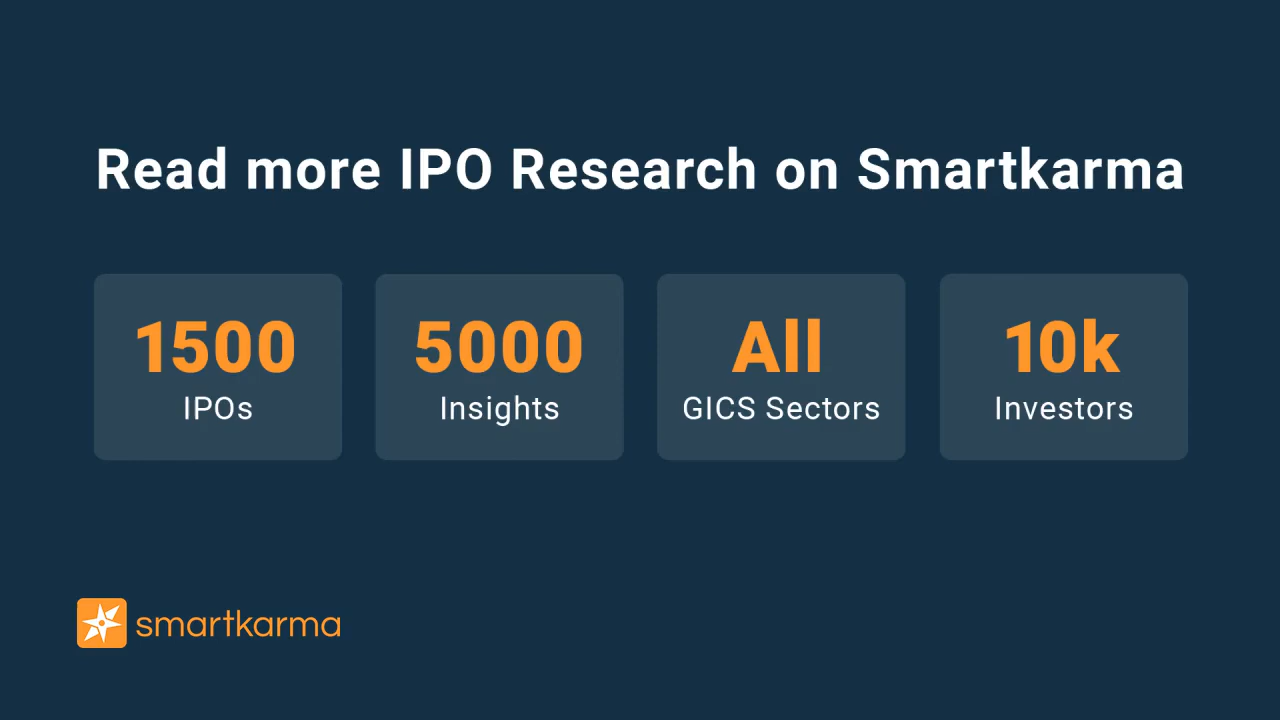 Read more IPO Research on Smartkarma
1500
IPOs
5000
Insights
All
GICS Sectors
10k
Investors
smartkarma